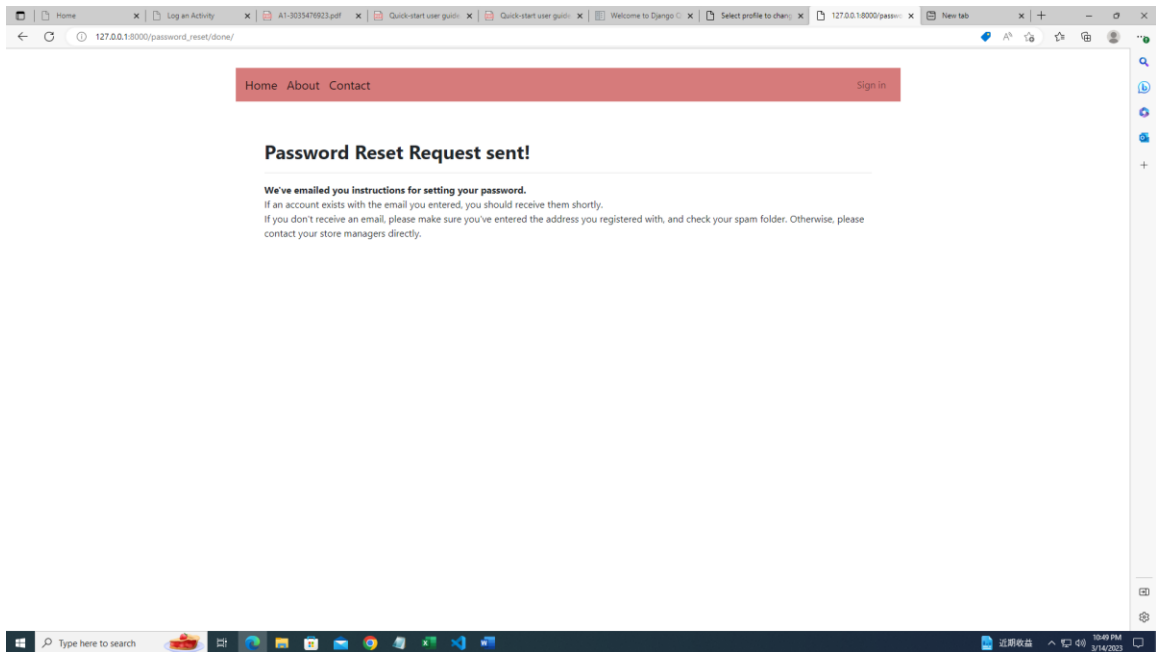 Home
Log an Activity
A1-3035476923.pdf
Quick-start user guide
Quick-start user guide
Welcome to Django
Select profile to chang
127.0.0.1:8000/passwo
New tab
127.0.0.1:8000/password_reset/done/
Home About Contact Sign in
Password Reset Request sent!
We've emailed you instructions for setting your password.
If an account exists with the email you entered, you should receive them shortly.
If you don't receive an email, please make sure you've entered the address you registered with, and check your spam folder. Otherwise, please
contact your store managers directly.
Type here to search
近期收益
10:49 PM
3/14/2023